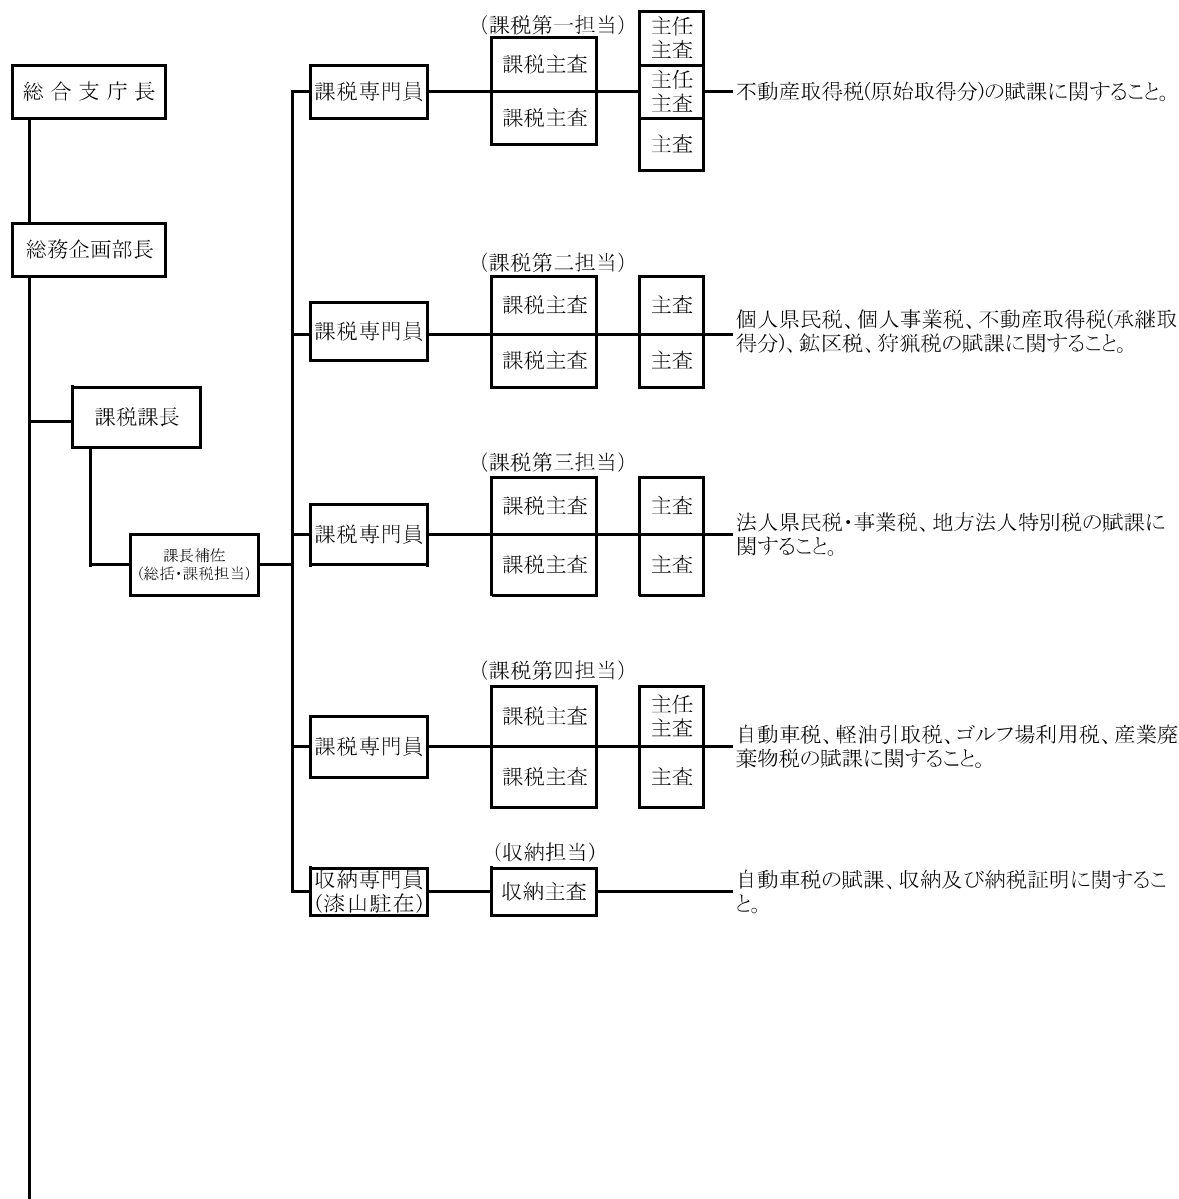 総合支庁長
総務企画部長
課税課長
課長補佐
(総括・課税担当)
(課税第一担当)
課税専門員
課税主査
課税主査
主任
主査
主任
主査
主査
不動産取得税(原始取得分)の賦課に関すること。
(課税第二担当)
課税専門員
課税主査
課税主査
主査
主査
個人県民税、個人事業税、不動産取得税(承継取
得分)、鉱区税、狩猟税の賦課に関すること。
(課税第三担当)
課税専門員
課税主査
課税主査
主査
主査
法人県民税・事業税、地方法人特別税の賦課に
関すること。
(課税第四担当)
課税専門員
課税主査
課税主査
主任
主査
主査
自動車税、軽油引取税、ゴルフ場利用税、産業廃
棄物税の賦課に関すること。
(収納担当)
収納専門員
(漆山駐在)
収納主査
自動車税の賦課、収納及び納税証明に関するこ
と。